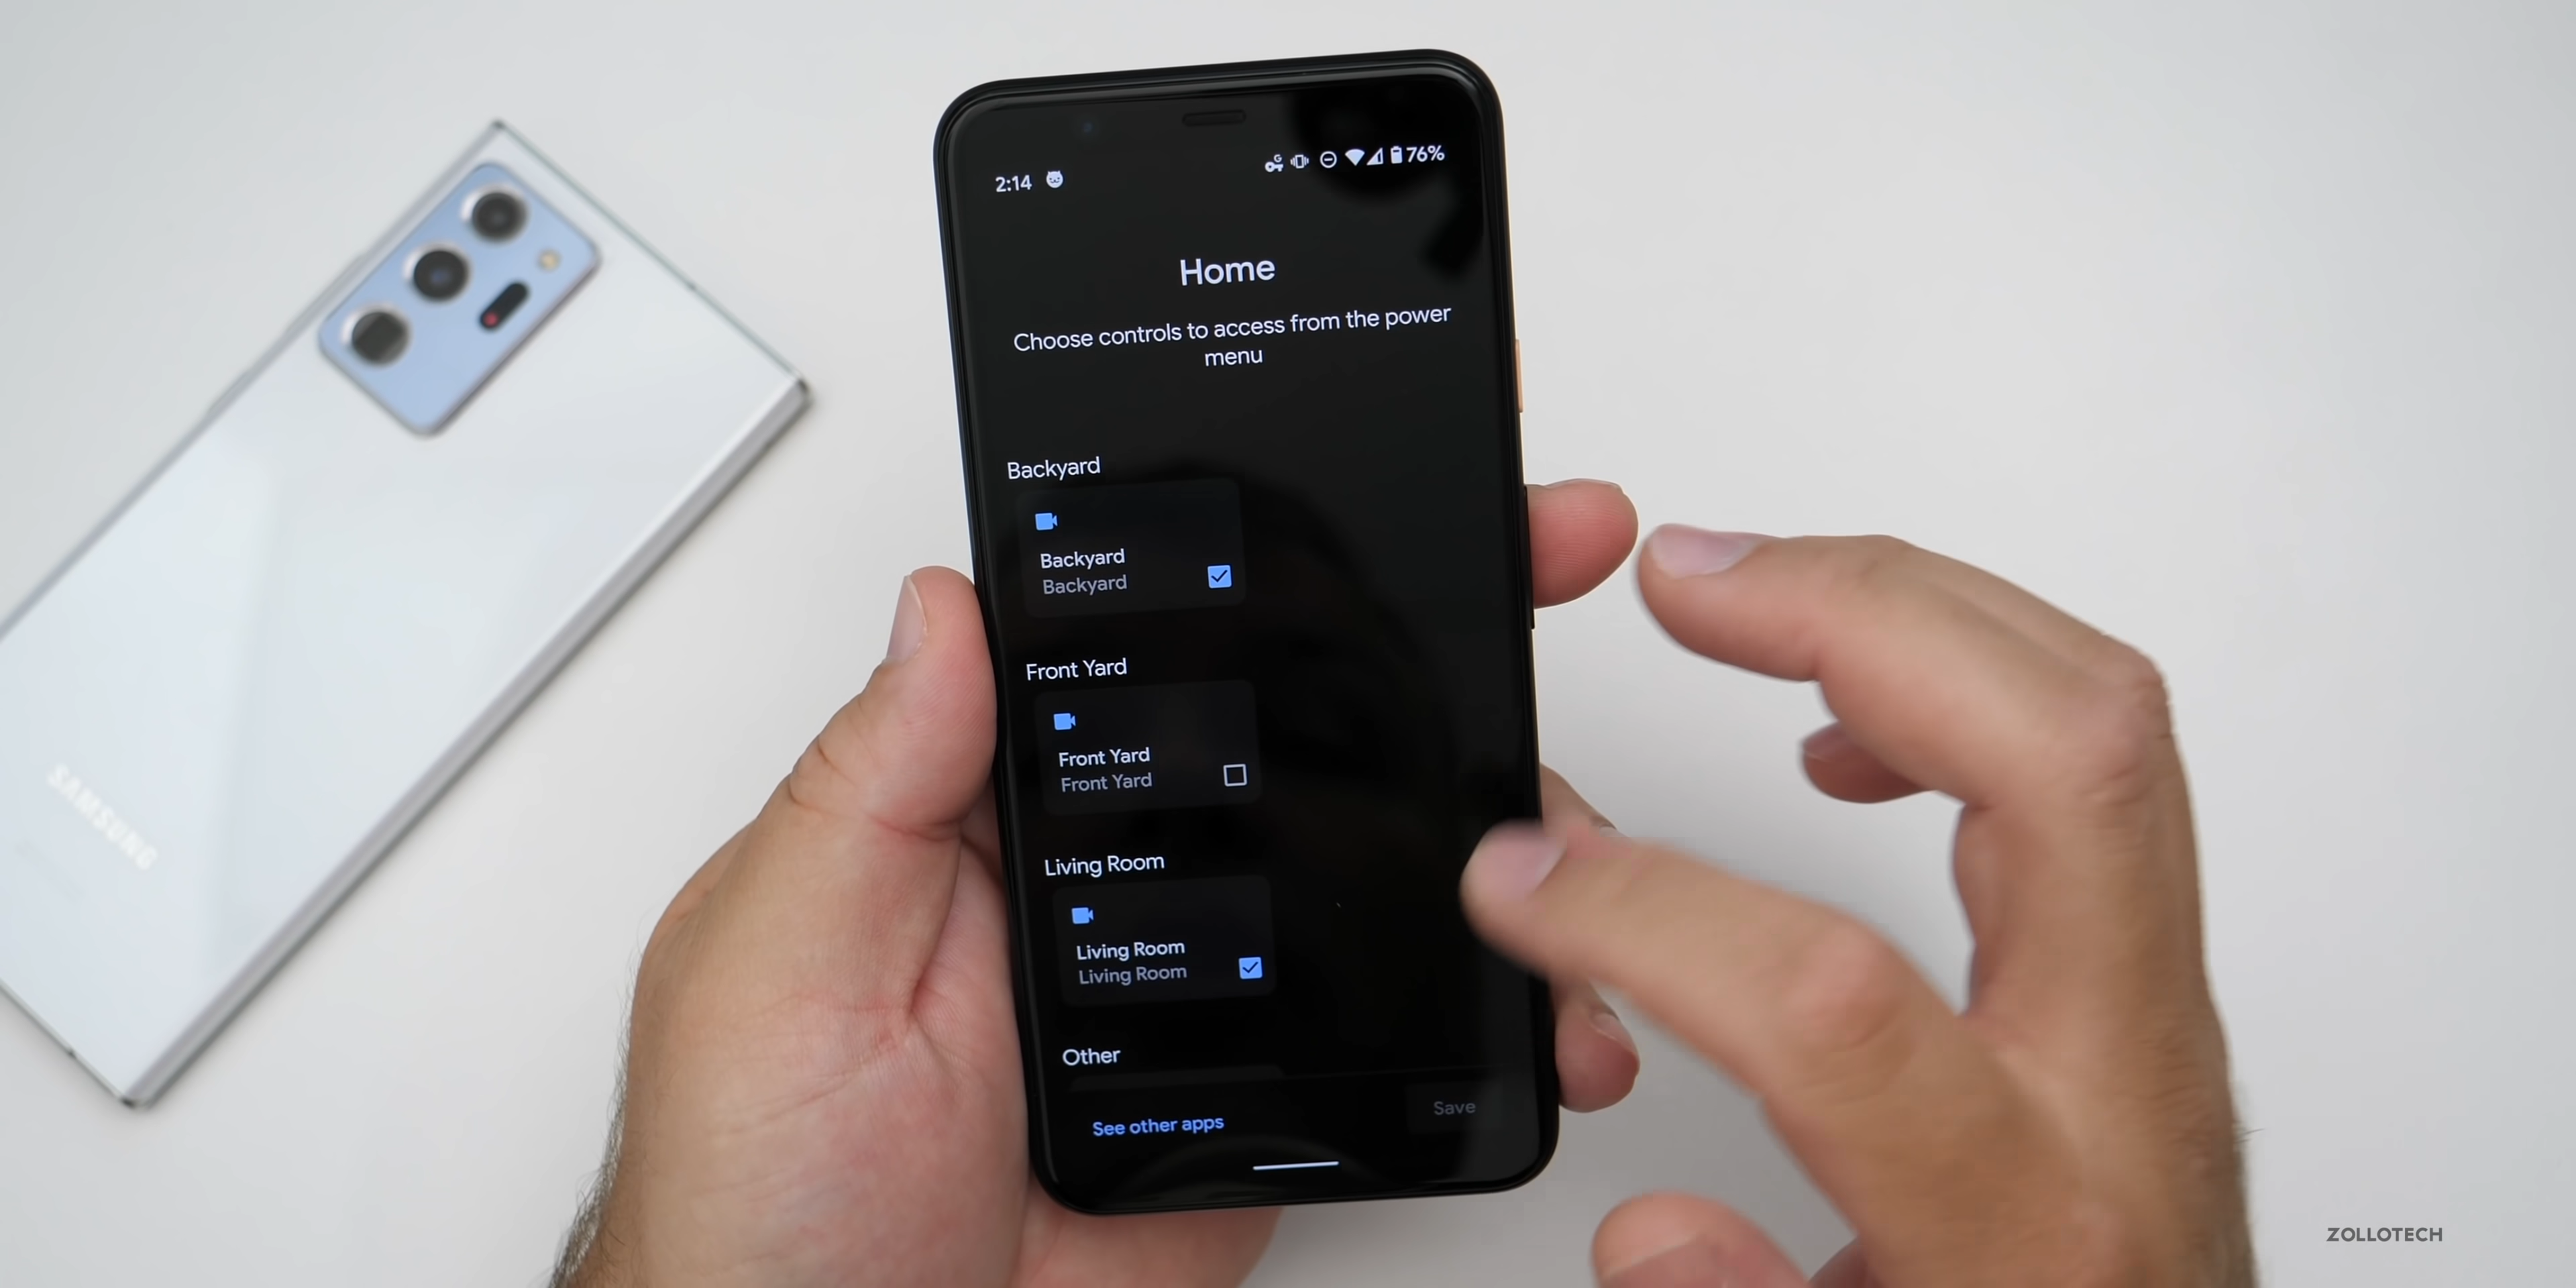 2:14
76%
Home
Choose controls to access from the power
menu
Backyard
Backyard
Backyard
Front Yard
Front Yard
Front Yard
Living Room
Living Room
Living Room
Other
See other apps
Save
SAMSUNG
ZOLLOTECH